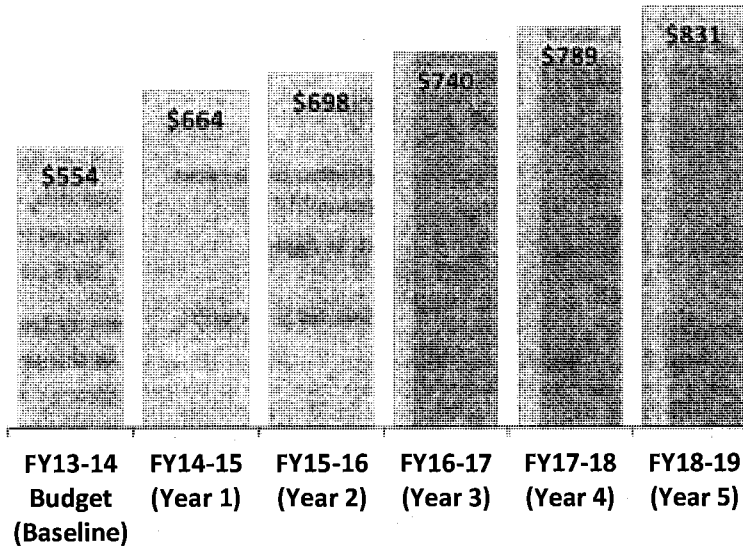 $554
$664
$698
$740
$789
$831
FY13-14 FY14-15 FY15-16 FY16-17 FY17-18 FY18-19
Budget (Year 1) (Year 2) (Year 3) (Year 4) (Year 5)
(Baseline)